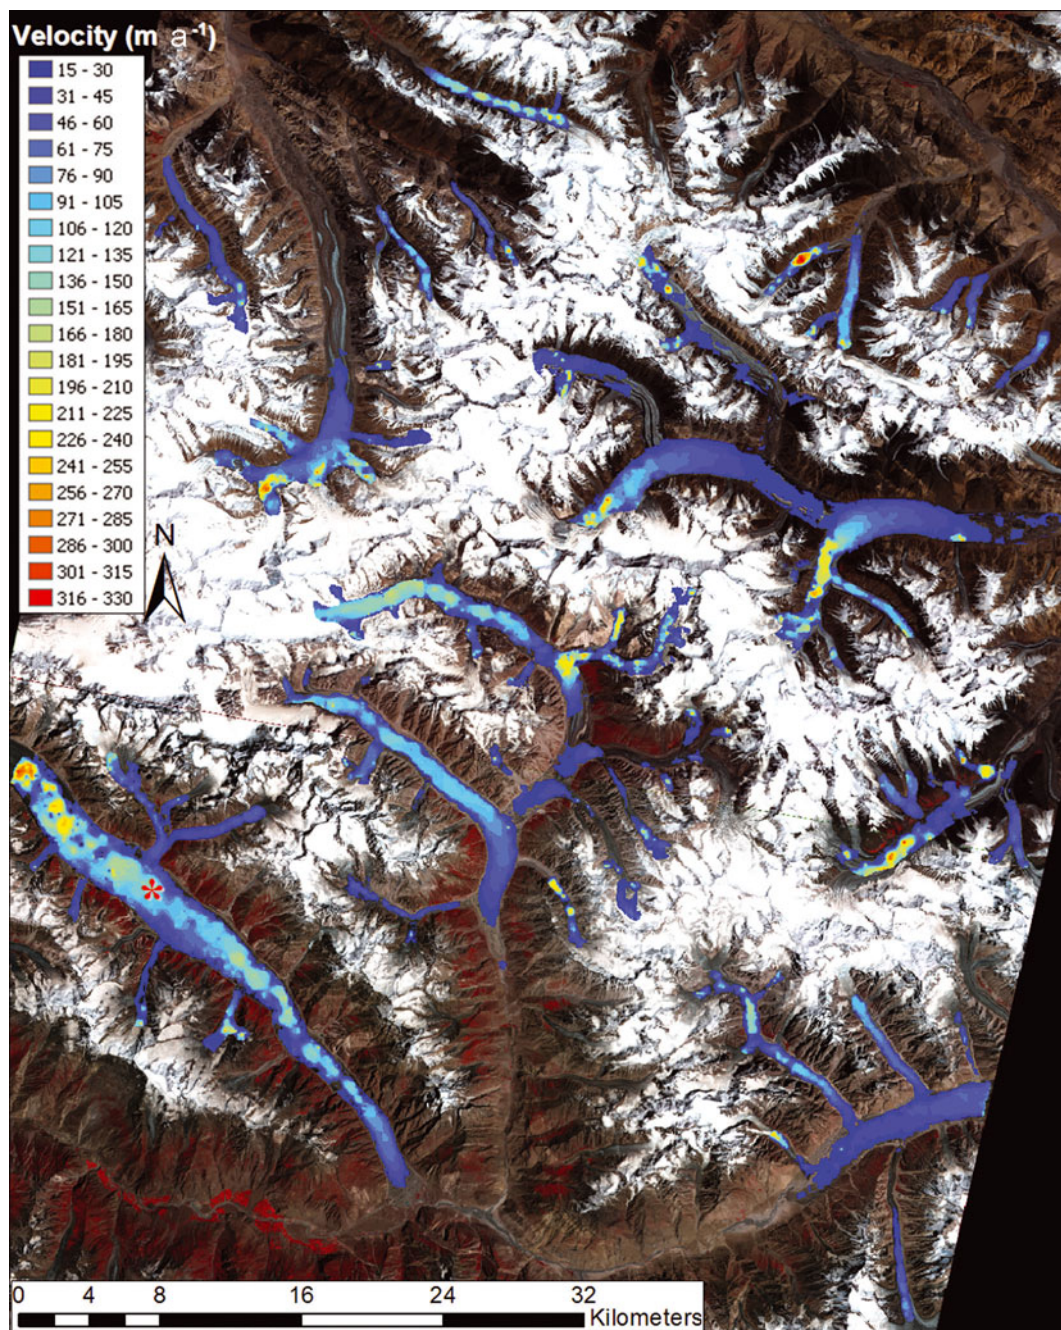 Velocity (m a⁻¹)
15 - 30
31 - 45
46 - 60
61 - 75
76 - 90
91 - 105
106 - 120
121 - 135
136 - 150
151 - 165
166 - 180
181 - 195
196 - 210
211 - 225
226 - 240
241 - 255
256 - 270
271 - 285
286 - 300
301 - 315
316 - 330
N
*
0 4 8 16 24 32
Kilometers